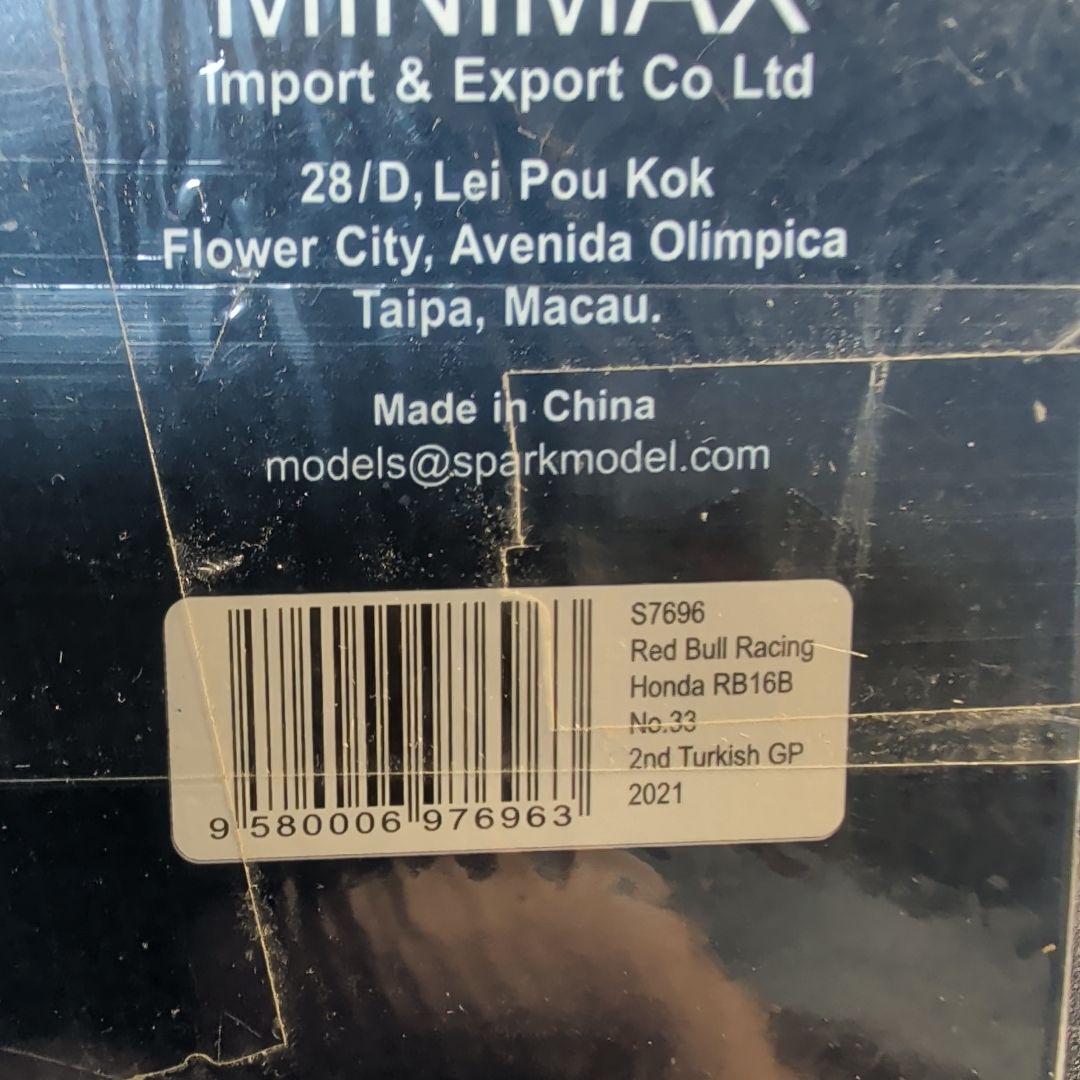 MINIMAX
Import & Export Co Ltd
28/D, Lei Pou Kok
Flower City, Avenida Olimpica
Taipa, Macau.
Made in China
models@sparkmodel.com
S7696
Red Bull Racing
Honda RB16B
No.33
2nd Turkish GP
2021
9 580006 976963